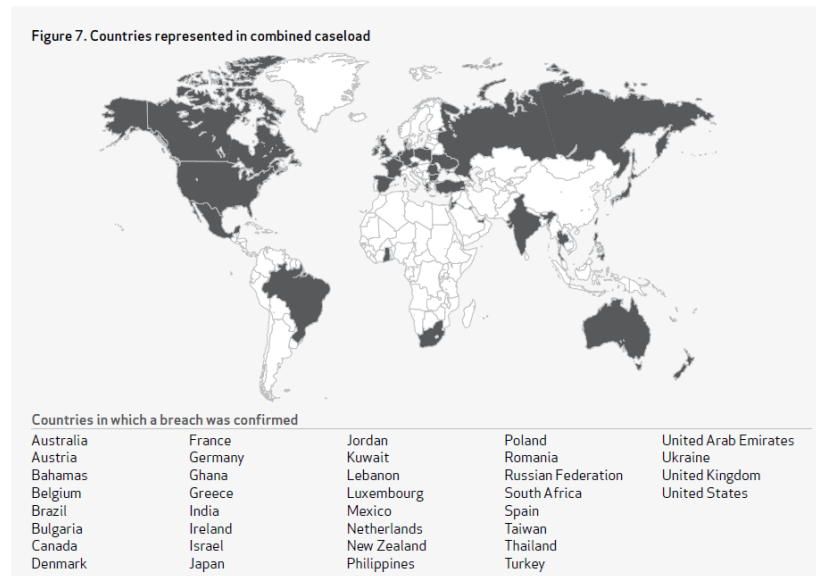 Figure 7. Countries represented in combined caseload
Countries in which a breach was confirmed
Australia
Austria
Bahamas
Belgium
Brazil
Bulgaria
Canada
Denmark
France
Germany
Ghana
Greece
India
Ireland
Israel
Japan
Jordan
Kuwait
Lebanon
Luxembourg
Mexico
Netherlands
New Zealand
Philippines
Poland
Romania
Russian Federation
South Africa
Spain
Taiwan
Thailand
Turkey
United Arab Emirates
Ukraine
United Kingdom
United States